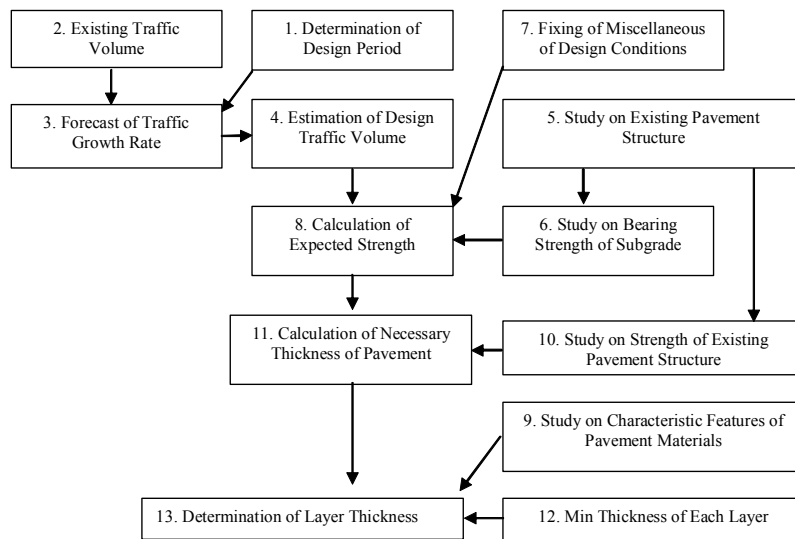 2. Existing Traffic
Volume
1. Determination of
Design Period
7. Fixing of Miscellaneous
of Design Conditions
3. Forecast of Traffic
Growth Rate
4. Estimation of Design
Traffic Volume
5. Study on Existing Pavement
Structure
8. Calculation of
Expected Strength
6. Study on Bearing
Strength of Subgrade
11. Calculation of Necessary
Thickness of Pavement
10. Study on Strength of Existing
Pavement Structure
9. Study on Characteristic Features of
Pavement Materials
13. Determination of Layer Thickness
12. Min Thickness of Each Layer